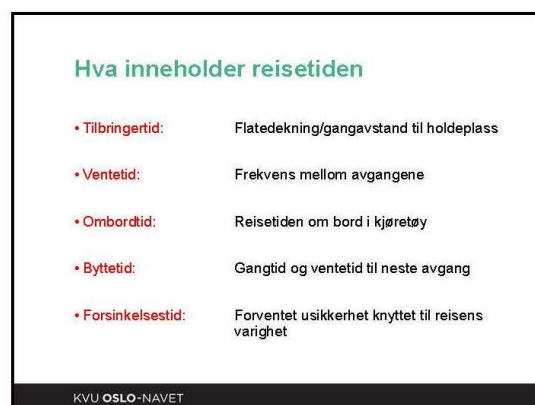 Hva inneholder reisetiden
• Tilbringertid: Flatedekning/gangavstand til holdeplass
• Ventetid: Frekvens mellom avgangene
• Ombordtid: Reisetiden om bord i kjøretøy
• Byttetid: Gangtid og ventetid til neste avgang
• Forsinkelsestid: Forventet usikkerhet knyttet til reisens
varighet
KVU OSLO-NAVET